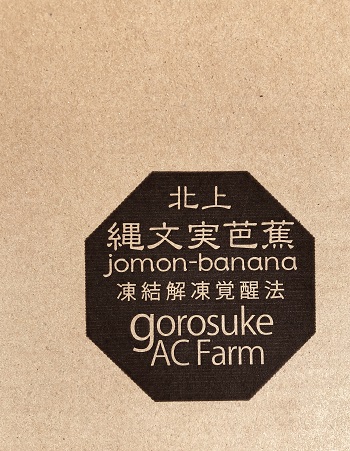 北上
縄文実芭蕉
jomon-banana
凍結解凍覚醒法
gorosuke
AC Farm